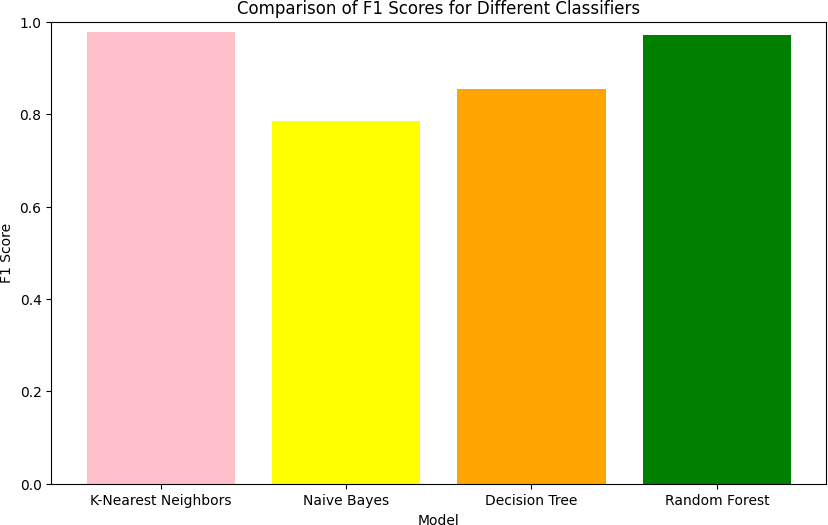 Comparison of F1 Scores for Different Classifiers
1.0
0.8
0.6
0.4
0.2
0.0
F1 Score
K-Nearest Neighbors
Naive Bayes
Decision Tree
Random Forest
Model